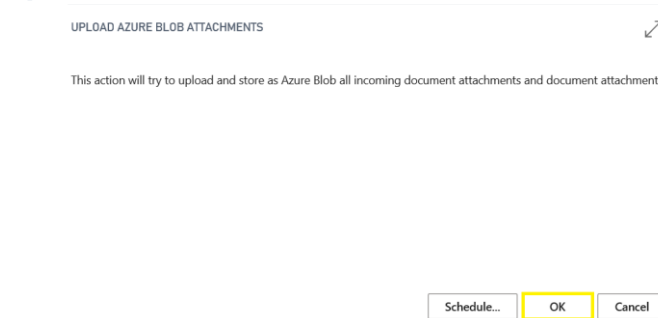 UPLOAD AZURE BLOB ATTACHMENTS
This action will try to upload and store as Azure Blob all incoming document attachments and document attachment
Schedule...
OK
Cancel